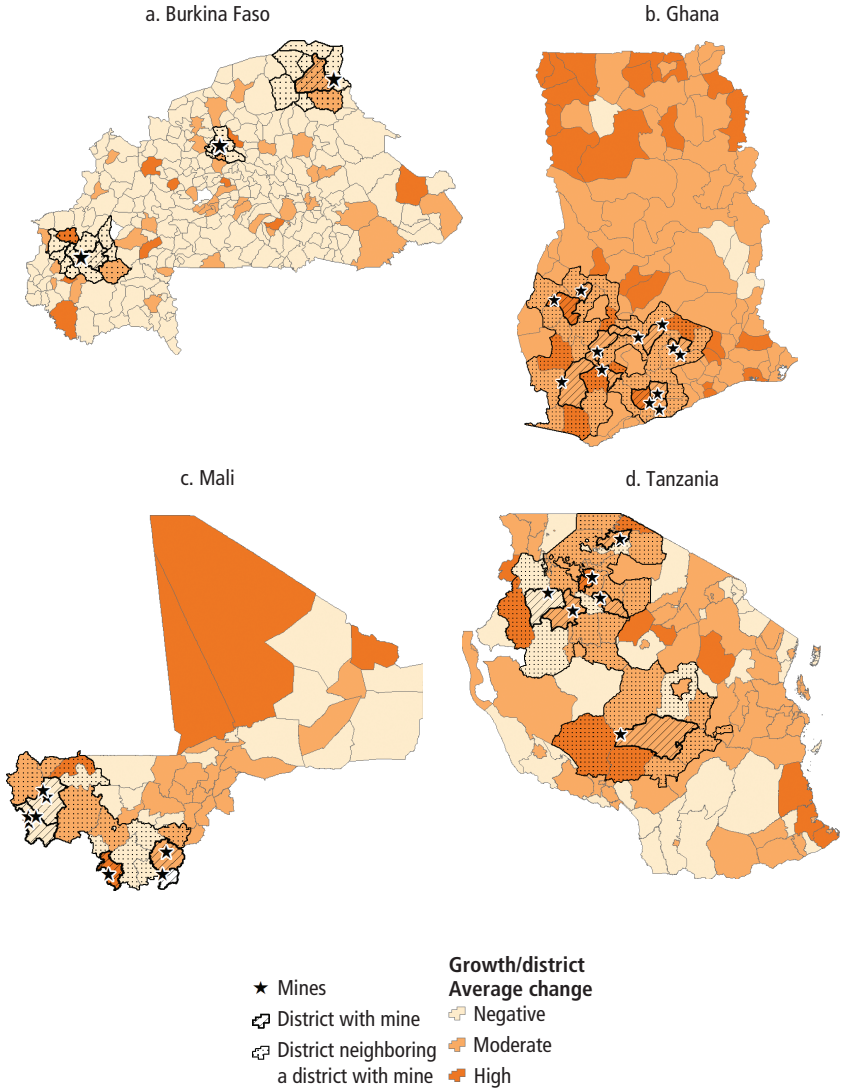 a. Burkina Faso
b. Ghana
c. Mali
d. Tanzania
Mines
District with mine
District neighboring
a district with mine
Growth/district
Average change
Negative
Moderate
High